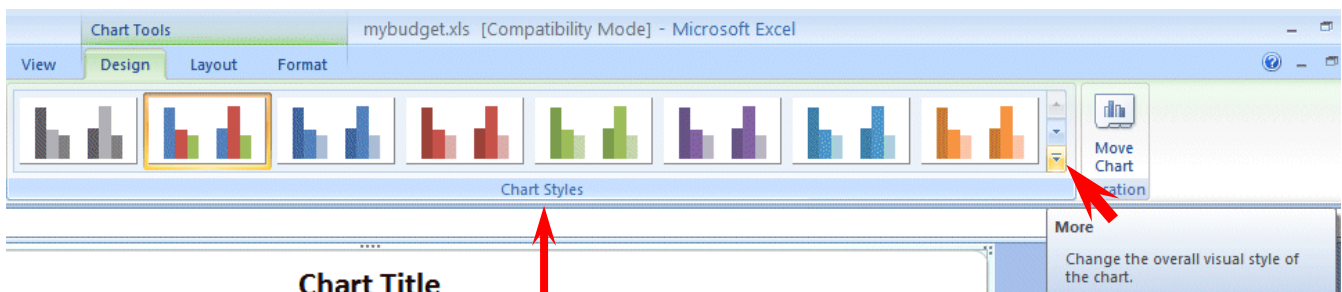 Chart Tools
mybudget.xls [Compatibility Mode] - Microsoft Excel
View Design Layout Format
Move
Chart
Chart Styles
More
Change the overall visual style of
the chart.
Chart Title